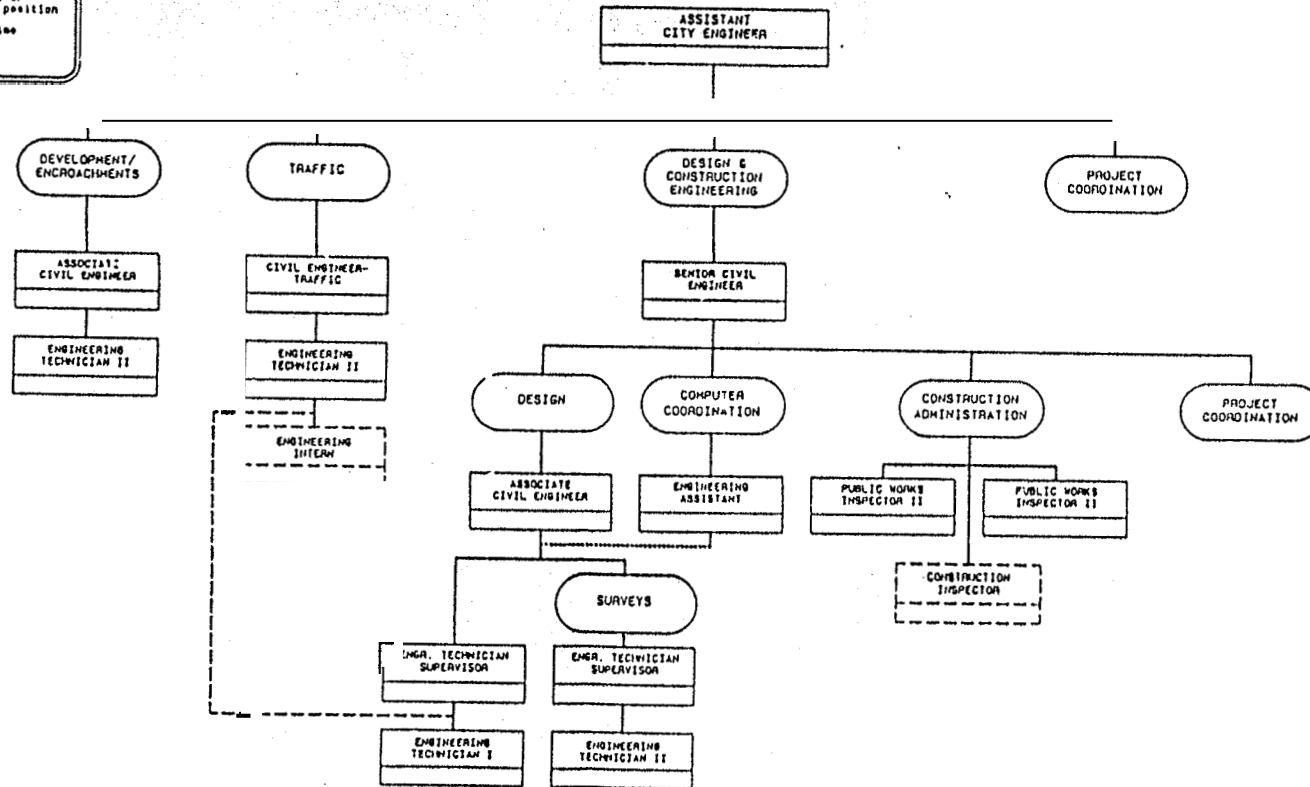 position
ASSISTANT
CITY ENGINEER
DEVELOPMENT/
ENCROACHMENTS
TRAFFIC
DESIGN &
CONSTRUCTION
ENGINEERING
PROJECT
COORDINATION
ASSOCIATE
CIVIL ENGINEER
CIVIL ENGINEER-
TRAFFIC
SENIOR CIVIL
ENGINEER
ENGINEERING
TECHNICIAN II
ENGINEERING
TECHNICIAN II
DESIGN
COMPUTER
COORDINATION
CONSTRUCTION
ADMINISTRATION
PROJECT
COORDINATION
ENGINEERING
INTERN
ASSOCIATE
CIVIL ENGINEER
ENGINEERING
ASSISTANT
PUBLIC WORKS
INSPECTOR II
PUBLIC WORKS
INSPECTOR II
CONSTRUCTION
INSPECTOR
SURVEYS
ENGR. TECHNICIAN
SUPERVISOR
ENGR. TECHNICIAN
SUPERVISOR
ENGINEERING
TECHNICIAN I
ENGINEERING
TECHNICIAN II